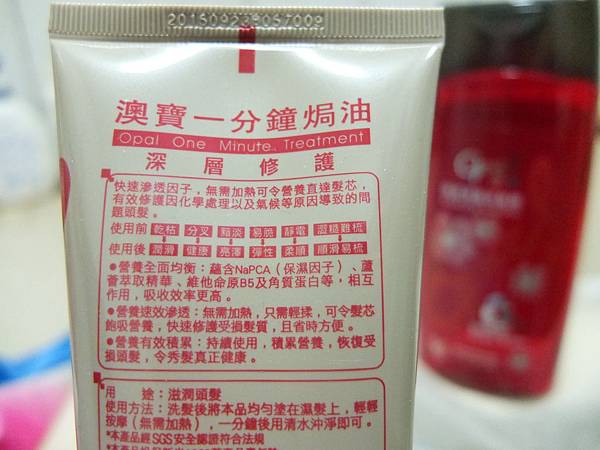 20150923F057009
澳寶一分鐘焗油
Opal One Minute Treatment
深層修護
快速滲透因子，無需加熱可令營養直達髮芯，
有效修護因化學處理以及氣候等原因導致的問
題頭髮。
使用前 乾枯 分叉 黯淡 易脆 靜電 澀糙難梳
使用後 潤滑 健康 亮澤 彈性 柔順 順滑易梳
●營養全面均衡：蘊含NaPCA（保濕因子）、蘆
薈萃取精華、維他命原B5及角質蛋白等，相互
作用，吸收效率更高。
●營養速效滲透：無需加熱，只需輕揉，可令髮芯
飽吸營養，快速修護受損髮質，且省時方便。
●營養有效積累：持續使用，積累營養，恢復受
損頭髮，令秀髮真正健康。
用 途：滋潤頭髮
使用方法：洗髮後將本品均勻塗在濕髮上，輕輕
按摩（無需加熱），一分鐘後用清水沖淨即可。
*本產品經SGS安全認證符合法規